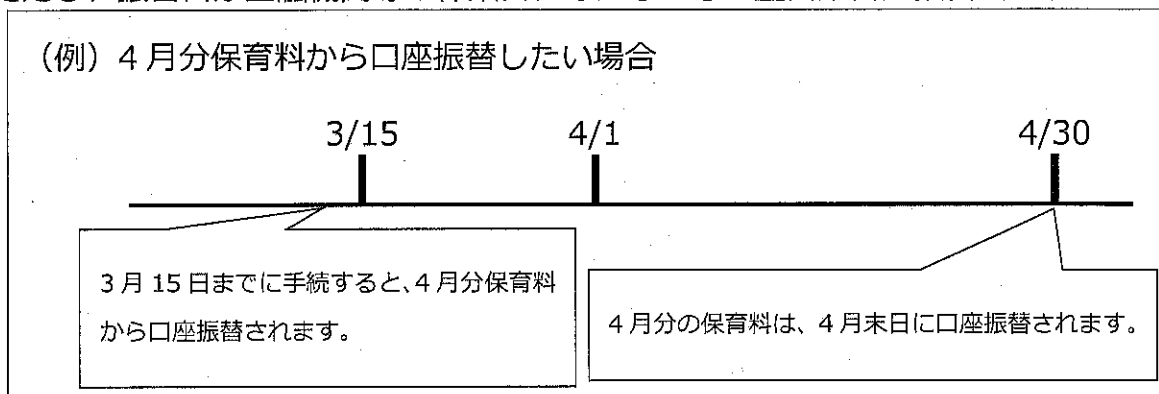 （例）４月分保育料から口座振替したい場合
3/15 4/1 4/30
３月 15 日までに手続すると、４月分保育料
から口座振替されます。
４月分の保育料は、４月末日に口座振替されます。